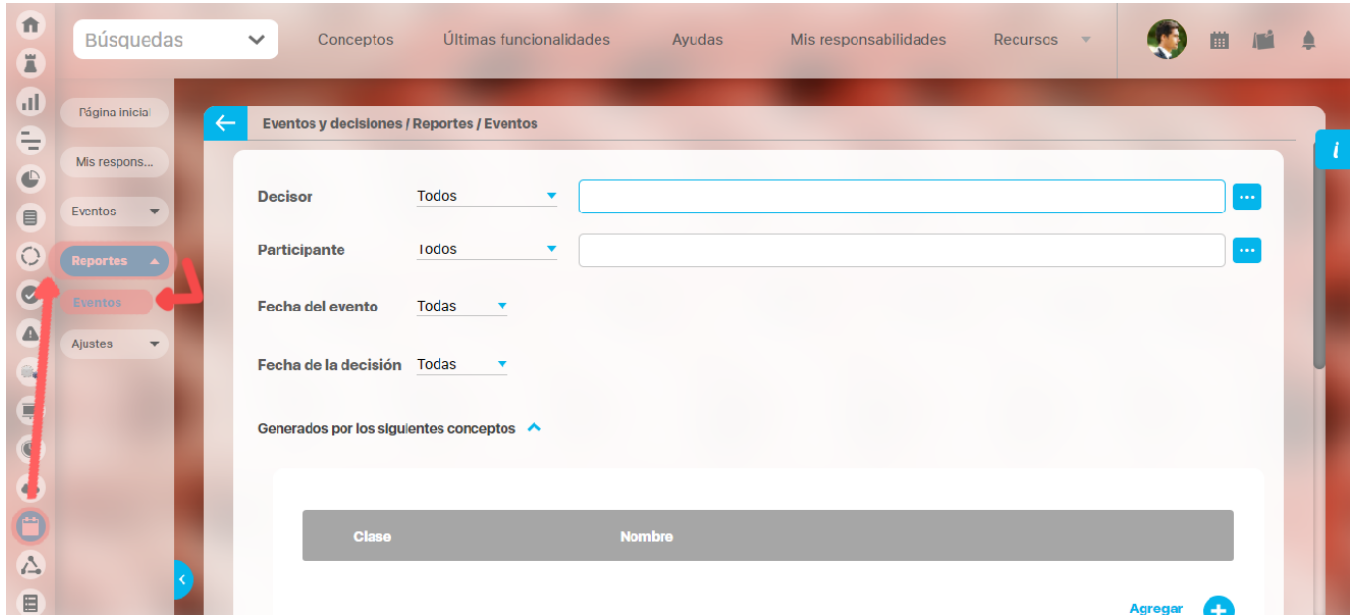 Búsquedas
Conceptos
Últimas funcionalidades
Ayudas
Mis responsabilidades
Recursos
Página inicial
Mis respons...
Eventos
Reportes
Eventos
Ajustes
Eventos y decisiones / Reportes / Eventos
i
Decisor Todos
Participante Todos
Fecha del evento Todas
Fecha de la decisión Todas
Generados por los siguientes conceptos
Clase Nombre
Agregar